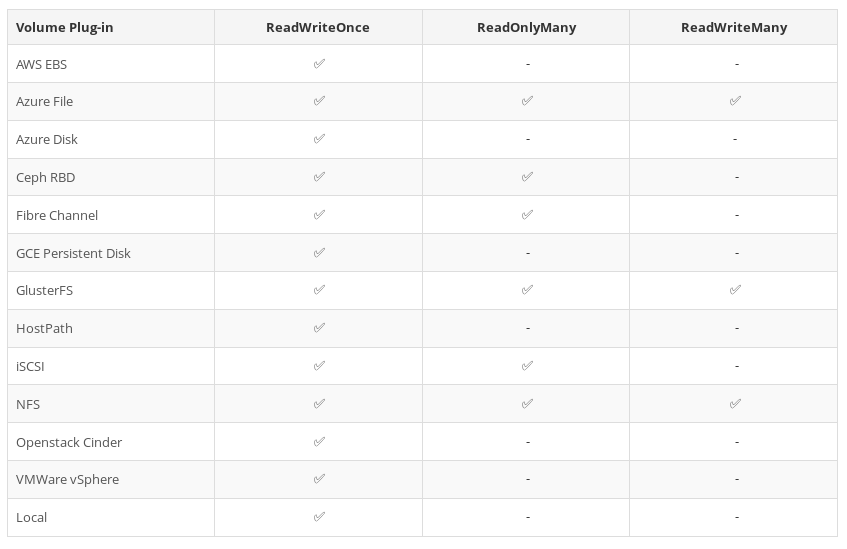 Volume Plug-in ReadWriteOnce ReadOnlyMany ReadWriteMany
AWS EBS ✅ - -
Azure File ✅ ✅ ✅
Azure Disk ✅ - -
Ceph RBD ✅ ✅ -
Fibre Channel ✅ ✅ -
GCE Persistent Disk ✅ - -
GlusterFS ✅ ✅ ✅
HostPath ✅ - -
iSCSI ✅ ✅ -
NFS ✅ ✅ ✅
Openstack Cinder ✅ - -
VMWare vSphere ✅ - -
Local ✅ - -